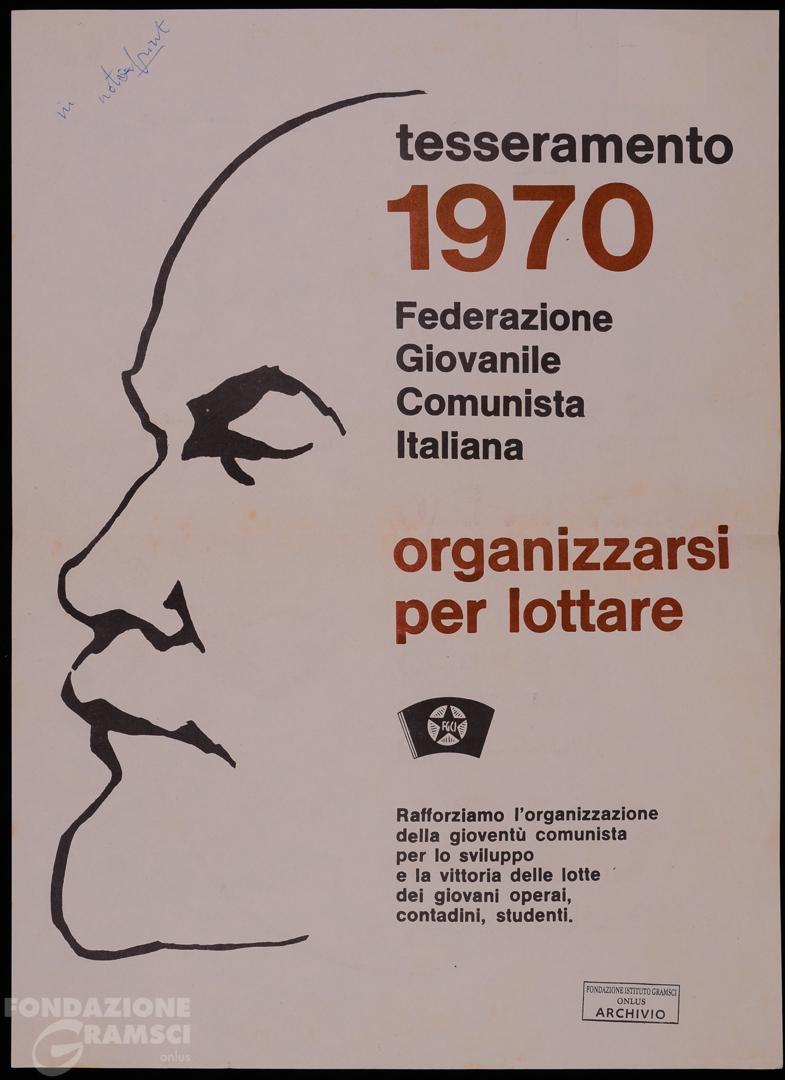 in
tesseramento
1970
Federazione
Giovanile
Comunista
Italiana
organizzarsi
per lottare
FGCI
Rafforziamo l'organizzazione
della gioventù comunista
per lo sviluppo
e la vittoria delle lotte
dei giovani operai,
contadini, studenti.
FONDAZIONE ISTITUTO GRAMSCI
ONLUS
ARCHIVIO
FONDAZIONE
GRAMSCI
onlus